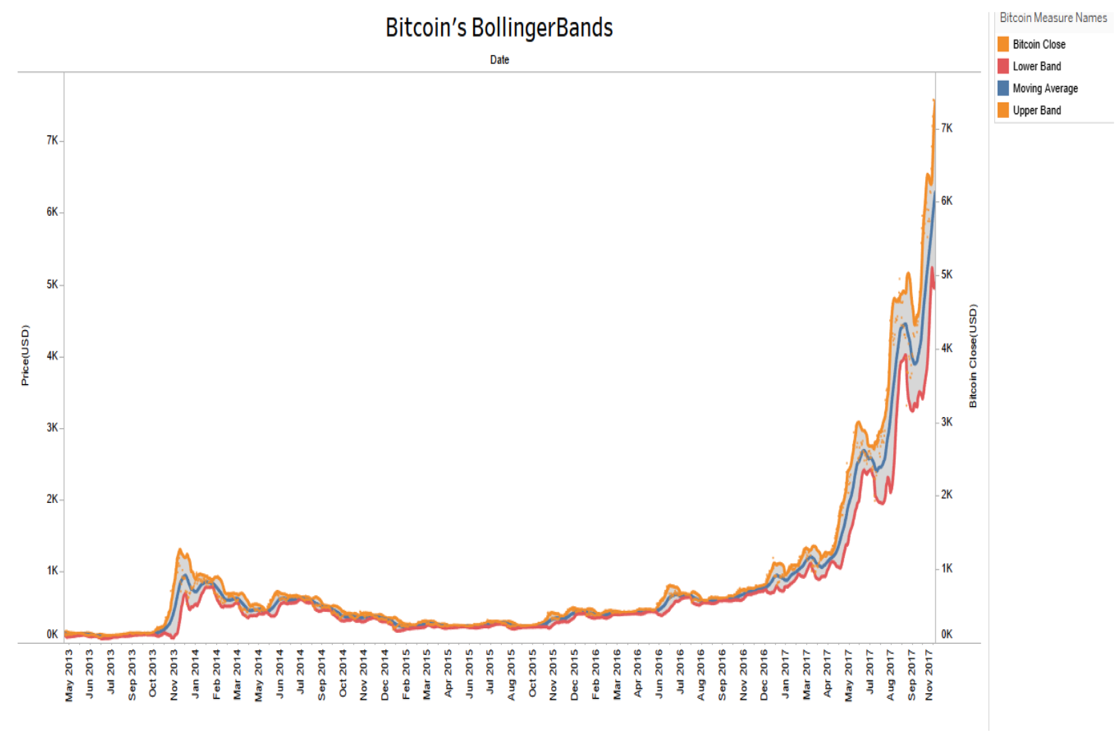 Bitcoin's BollingerBands
Date
Bitcoin Measure Names
Bitcoin Close
Lower Band
Moving Average
Upper Band
Price(USD)
7K
6K
5K
4K
3K
2K
1K
0K
7K
6K
5K
4K
3K
2K
1K
0K
Bitcoin Close(USD)
May 2013
Jun 2013
Jul 2013
Sep 2013
Oct 2013
Nov 2013
Jan 2014
Feb 2014
Mar 2014
May 2014
Jun 2014
Jul 2014
Sep 2014
Oct 2014
Nov 2014
Dec 2014
Feb 2015
Mar 2015
Apr 2015
Jun 2015
Jul 2015
Aug 2015
Oct 2015
Nov 2015
Dec 2015
Feb 2016
Mar 2016
Apr 2016
Jun 2016
Jul 2016
Aug 2016
Sep 2016
Nov 2016
Dec 2016
Jan 2017
Mar 2017
Apr 2017
May 2017
Jul 2017
Aug 2017
Sep 2017
Nov 2017